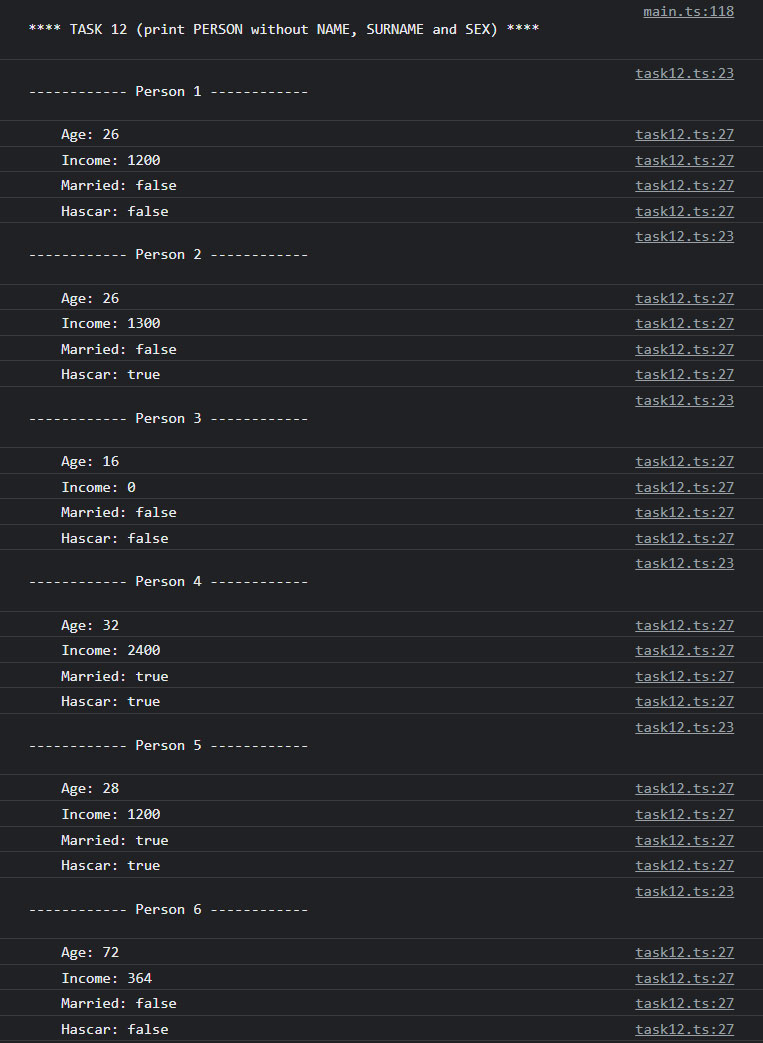 main.ts:118
**** TASK 12 (print PERSON without NAME, SURNAME and SEX) ****
task12.ts:23
------------ Person 1 ------------
Age: 26 task12.ts:27
Income: 1200 task12.ts:27
Married: false task12.ts:27
Hascar: false task12.ts:27
task12.ts:23
------------ Person 2 ------------
Age: 26 task12.ts:27
Income: 1300 task12.ts:27
Married: false task12.ts:27
Hascar: true task12.ts:27
task12.ts:23
------------ Person 3 ------------
Age: 16 task12.ts:27
Income: 0 task12.ts:27
Married: false task12.ts:27
Hascar: false task12.ts:27
task12.ts:23
------------ Person 4 ------------
Age: 32 task12.ts:27
Income: 2400 task12.ts:27
Married: true task12.ts:27
Hascar: true task12.ts:27
task12.ts:23
------------ Person 5 ------------
Age: 28 task12.ts:27
Income: 1200 task12.ts:27
Married: true task12.ts:27
Hascar: true task12.ts:27
task12.ts:23
------------ Person 6 ------------
Age: 72 task12.ts:27
Income: 364 task12.ts:27
Married: false task12.ts:27
Hascar: false task12.ts:27